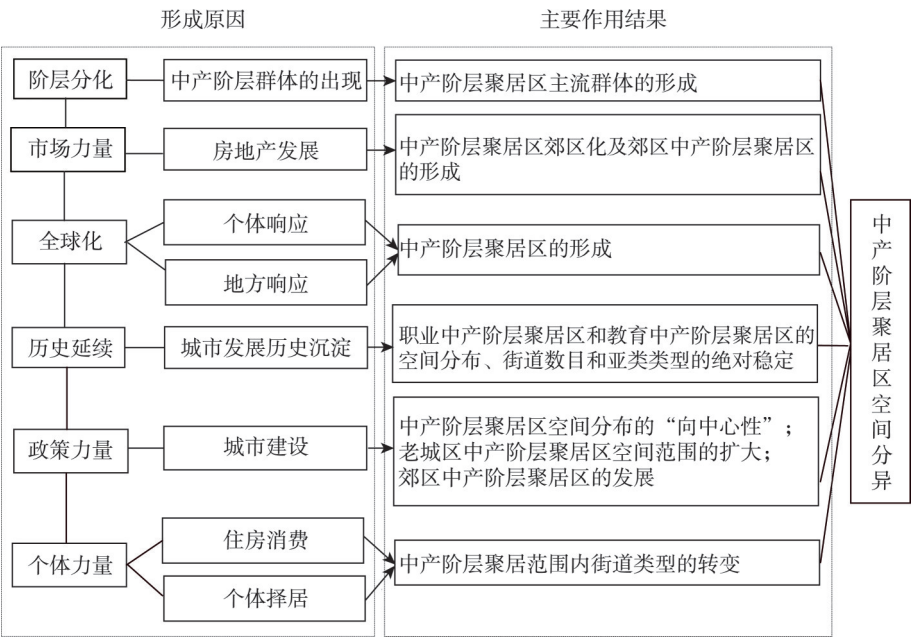 形成原因
主要作用结果
阶层分化
中产阶层群体的出现
中产阶层聚居区主流群体的形成
市场力量
房地产发展
中产阶层聚居区郊区化及郊区中产阶层聚居区
的形成
全球化
个体响应
地方响应
中产阶层聚居区的形成
历史延续
城市发展历史沉淀
职业中产阶层聚居区和教育中产阶层聚居区的
空间分布、街道数目和亚类类型的绝对稳定
政策力量
城市建设
中产阶层聚居区空间分布的“向中心性”；
老城区中产阶层聚居区空间范围的扩大；
郊区中产阶层聚居区的发展
个体力量
住房消费
个体择居
中产阶层聚居范围内街道类型的转变
中产阶层聚居区空间分异